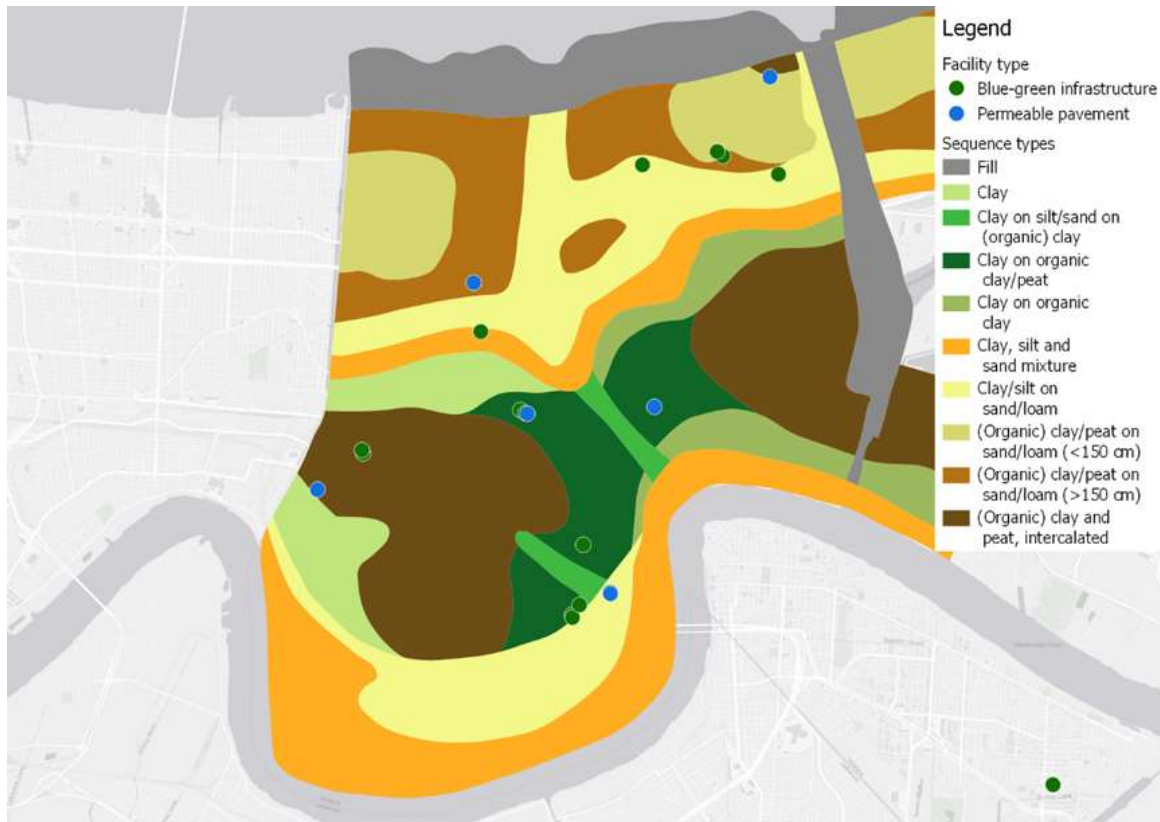 Legend
Facility type
Blue-green infrastructure
Permeable pavement
Sequence types
Fill
Clay
Clay on silt/sand on
(organic) clay
Clay on organic
clay/peat
Clay on organic
clay
Clay, silt and
sand mixture
Clay/silt on
sand/loam
(Organic) clay/peat on
sand/loam (<150 cm)
(Organic) clay/peat on
sand/loam (>150 cm)
(Organic) clay and
peat, intercalated